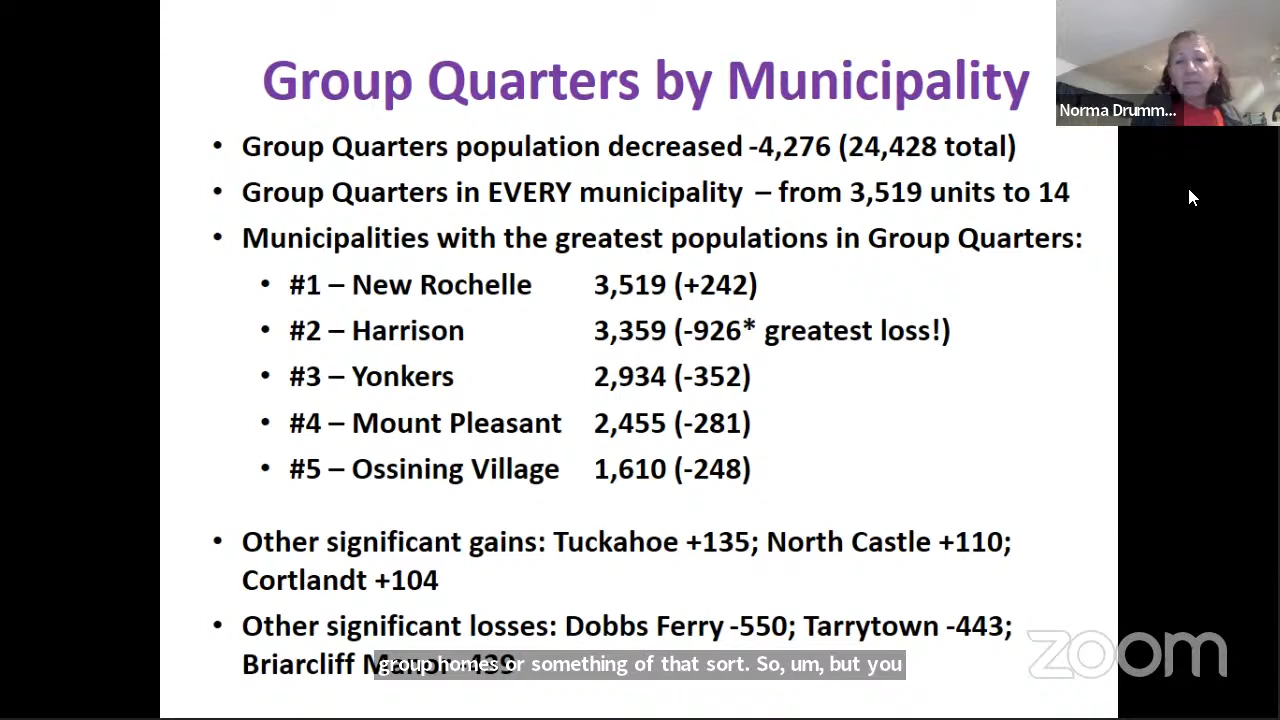 Group Quarters by Municipality
Norma Drumm...
• Group Quarters population decreased -4,276 (24,428 total)
• Group Quarters in EVERY municipality – from 3,519 units to 14
• Municipalities with the greatest populations in Group Quarters:
• #1 – New Rochelle 3,519 (+242)
• #2 – Harrison 3,359 (-926* greatest loss!)
• #3 – Yonkers 2,934 (-352)
• #4 – Mount Pleasant 2,455 (-281)
• #5 – Ossining Village 1,610 (-248)
• Other significant gains: Tuckahoe +135; North Castle +110;
Cortlandt +104
• Other significant losses: Dobbs Ferry -550; Tarrytown -443;
Briarcliff Manor -439
group homes or something of that sort. So, um, but you
zoom